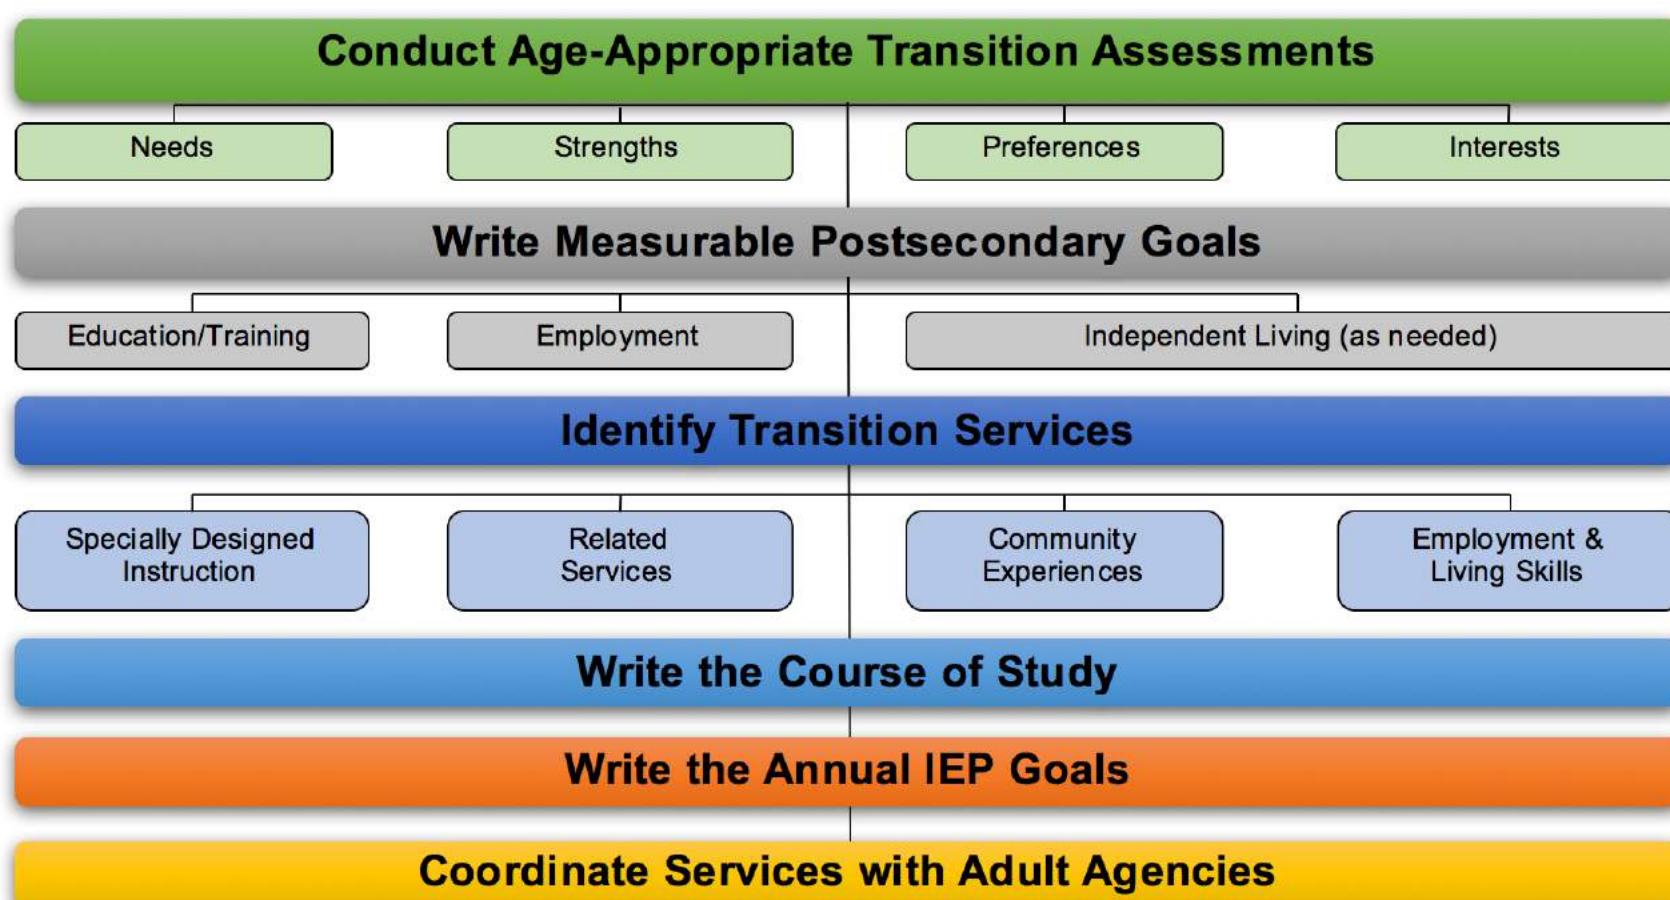 Conduct Age-Appropriate Transition Assessments
Needs
Strengths
Preferences
Interests
Write Measurable Postsecondary Goals
Education/Training
Employment
Independent Living (as needed)
Identify Transition Services
Specially Designed
Instruction
Related
Services
Community
Experiences
Employment &
Living Skills
Write the Course of Study
Write the Annual IEP Goals
Coordinate Services with Adult Agencies